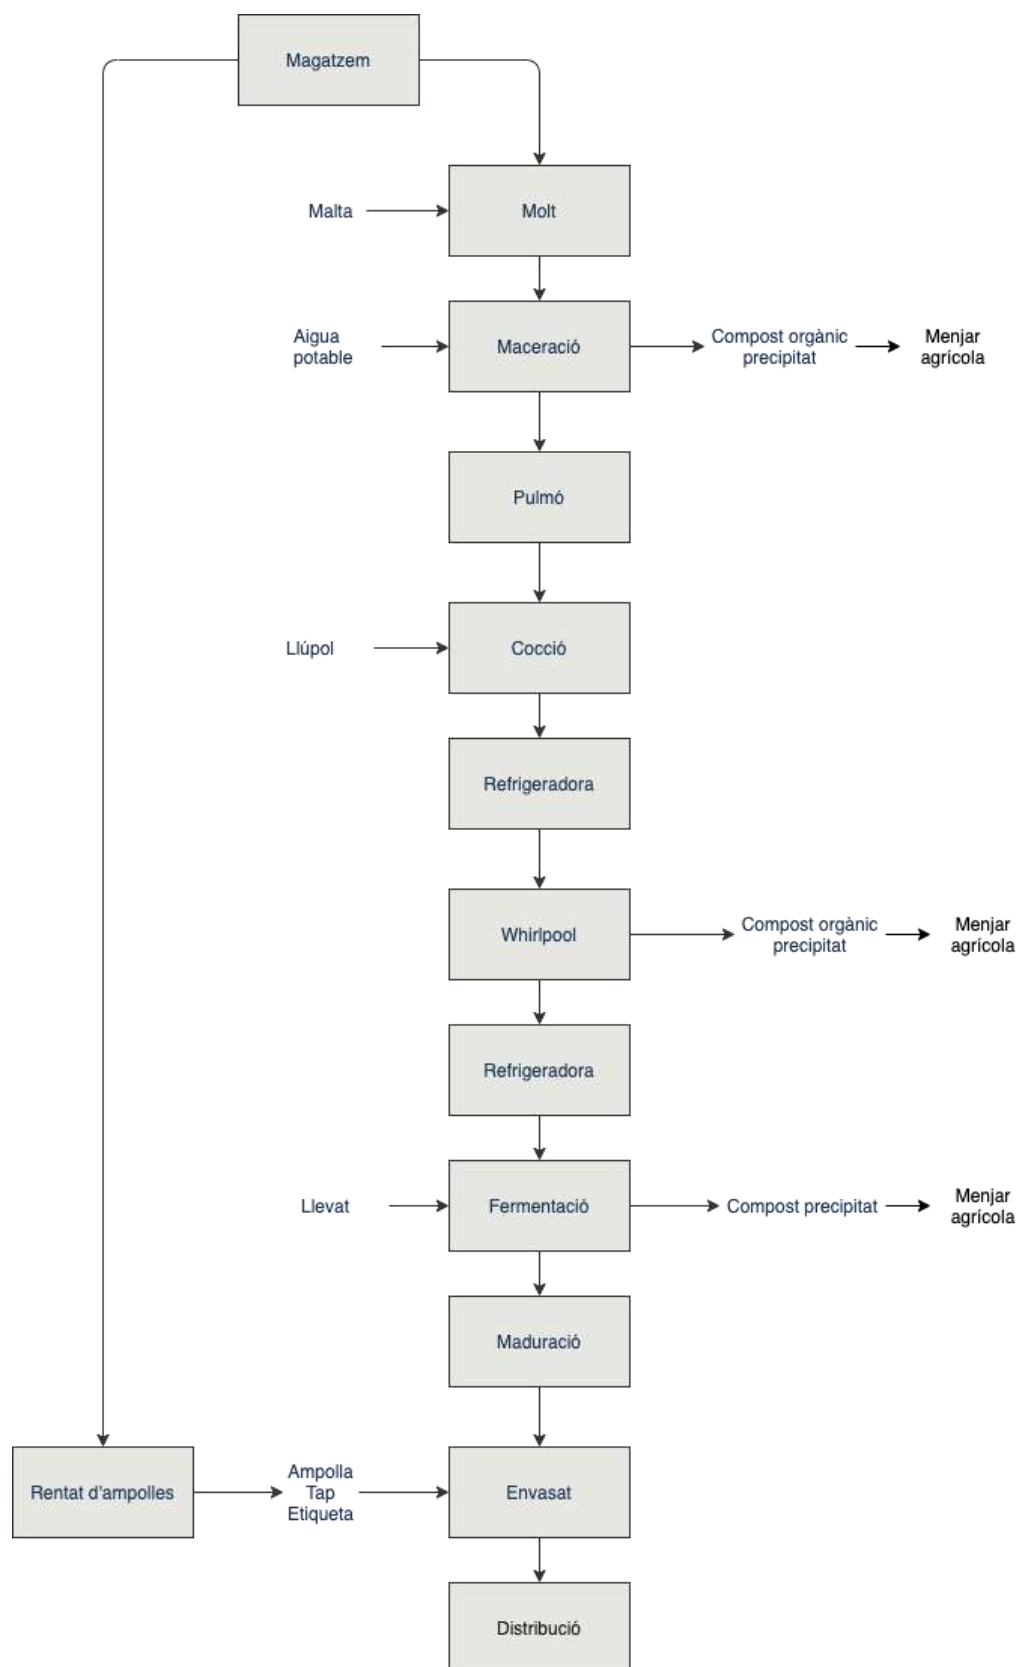 Magatzem
Malta
Molt
Aigua
potable
Maceració
Compost orgànic
precipitat
Menjar
agrícola
Pulmó
Llúpol
Cocció
Refrigeradora
Whirlpool
Compost orgànic
precipitat
Menjar
agrícola
Refrigeradora
Llevat
Fermentació
Compost precipitat
Menjar
agrícola
Maduració
Rentat d'ampolles
Ampolla
Tap
Etiqueta
Envasat
Distribució